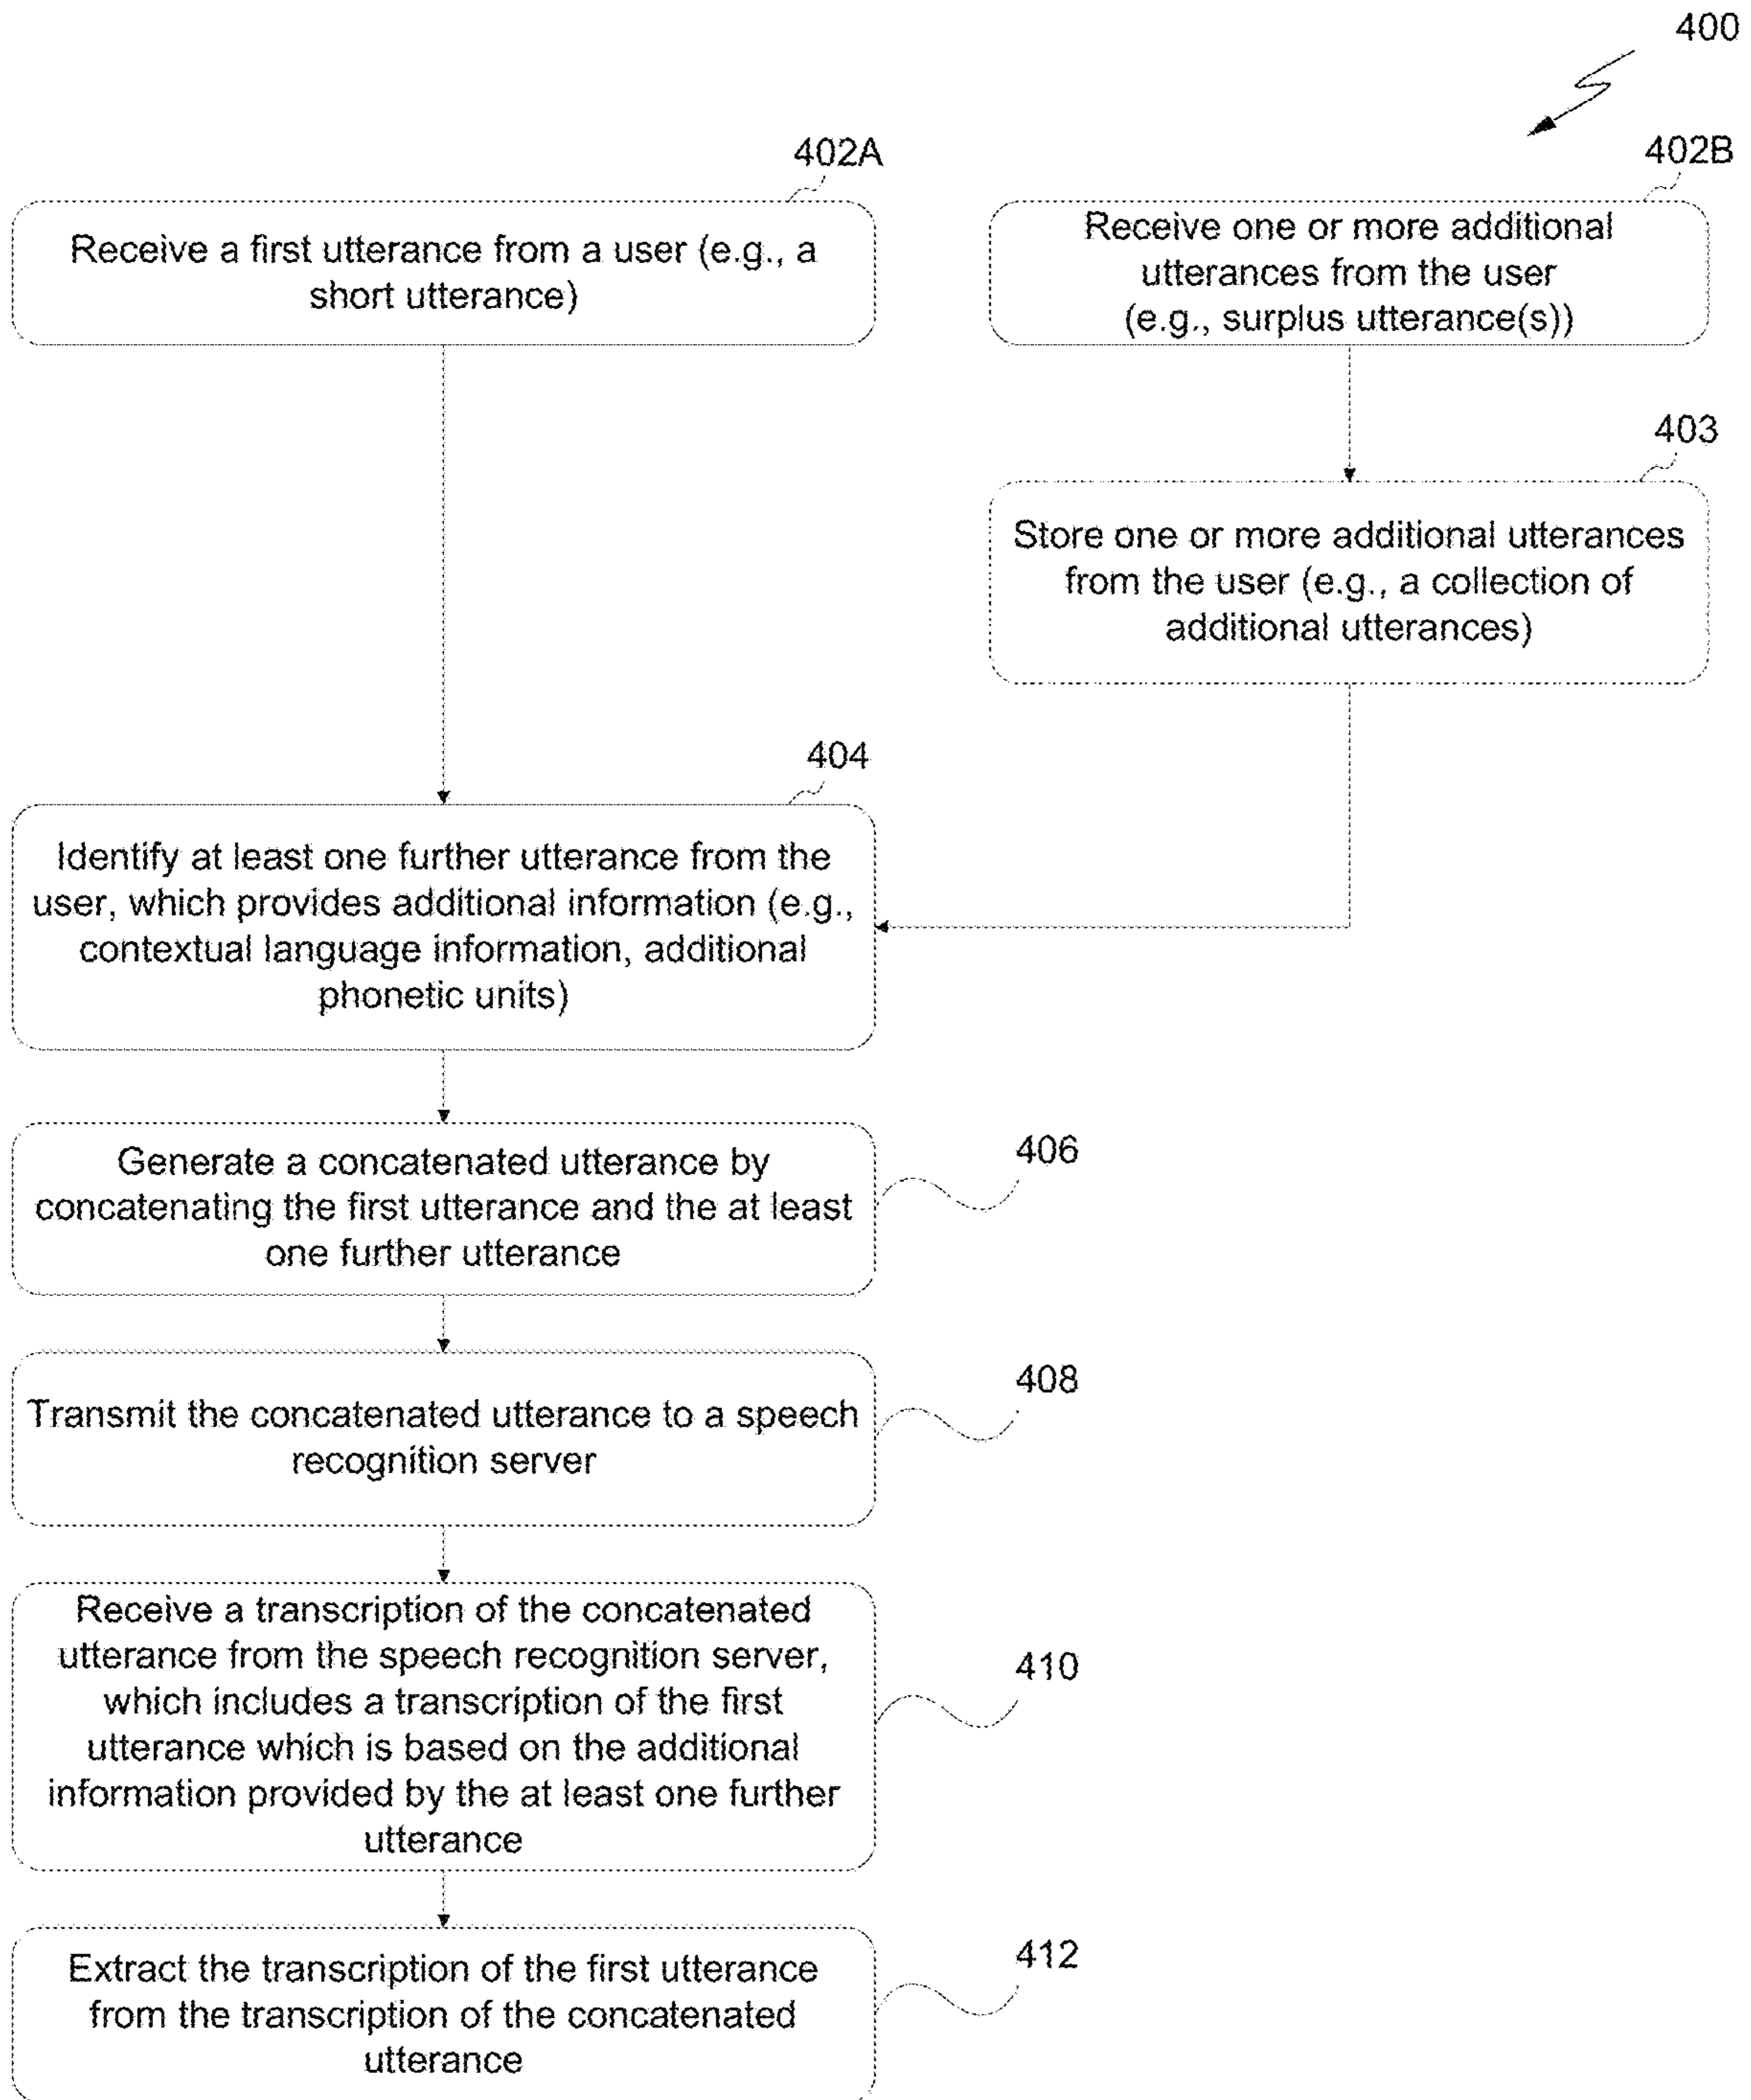 400
402A
Receive a first utterance from a user (e.g., a
short utterance)
402B
Receive one or more additional
utterances from the user
(e.g., surplus utterance(s))
403
Store one or more additional utterances
from the user (e.g., a collection of
additional utterances)
404
Identify at least one further utterance from the
user, which provides additional information (e.g.,
contextual language information, additional
phonetic units)
406
Generate a concatenated utterance by
concatenating the first utterance and the at least
one further utterance
408
Transmit the concatenated utterance to a speech
recognition server
410
Receive a transcription of the concatenated
utterance from the speech recognition server,
which includes a transcription of the first
utterance which is based on the additional
information provided by the at least one further
utterance
412
Extract the transcription of the first utterance
from the transcription of the concatenated
utterance